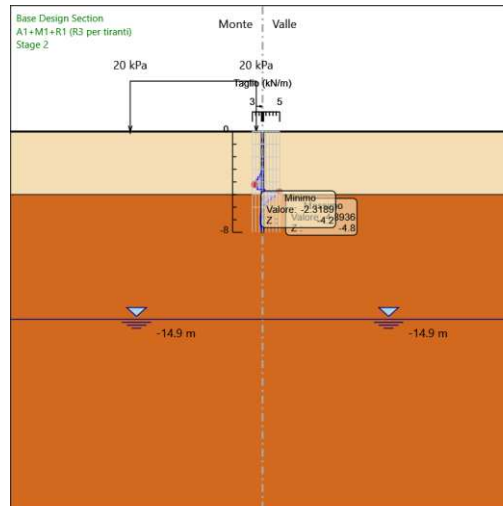 Base Design Section
A1+M1+R1 (R3 per tiranti)
Stage 2
Monte
Valle
20 kPa
20 kPa
Taglio (kN/m)
3
5
0
Minimo
Valore: -2.3189
Z : -4.2
Z : -4.8
-8
-14.9 m
-14.9 m